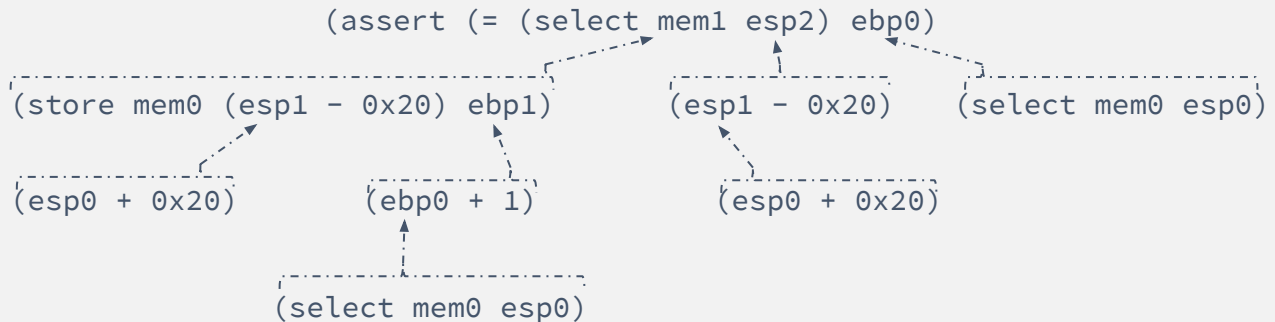 (assert (= (select mem1 esp2) ebp0)
(store mem0 (esp1 − 0x20) ebp1) (esp1 − 0x20) (select mem0 esp0)
(esp0 + 0x20) (ebp0 + 1) (esp0 + 0x20)
(select mem0 esp0)